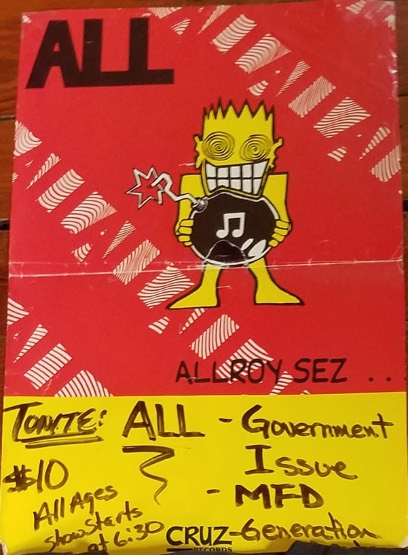 ALL
ALLROY SEZ . .
TONITE: ALL - Government
Issue
$10
- MFD
All Ages
Show Starts
at 6:30
CRUZ
RECORDS
- Generation